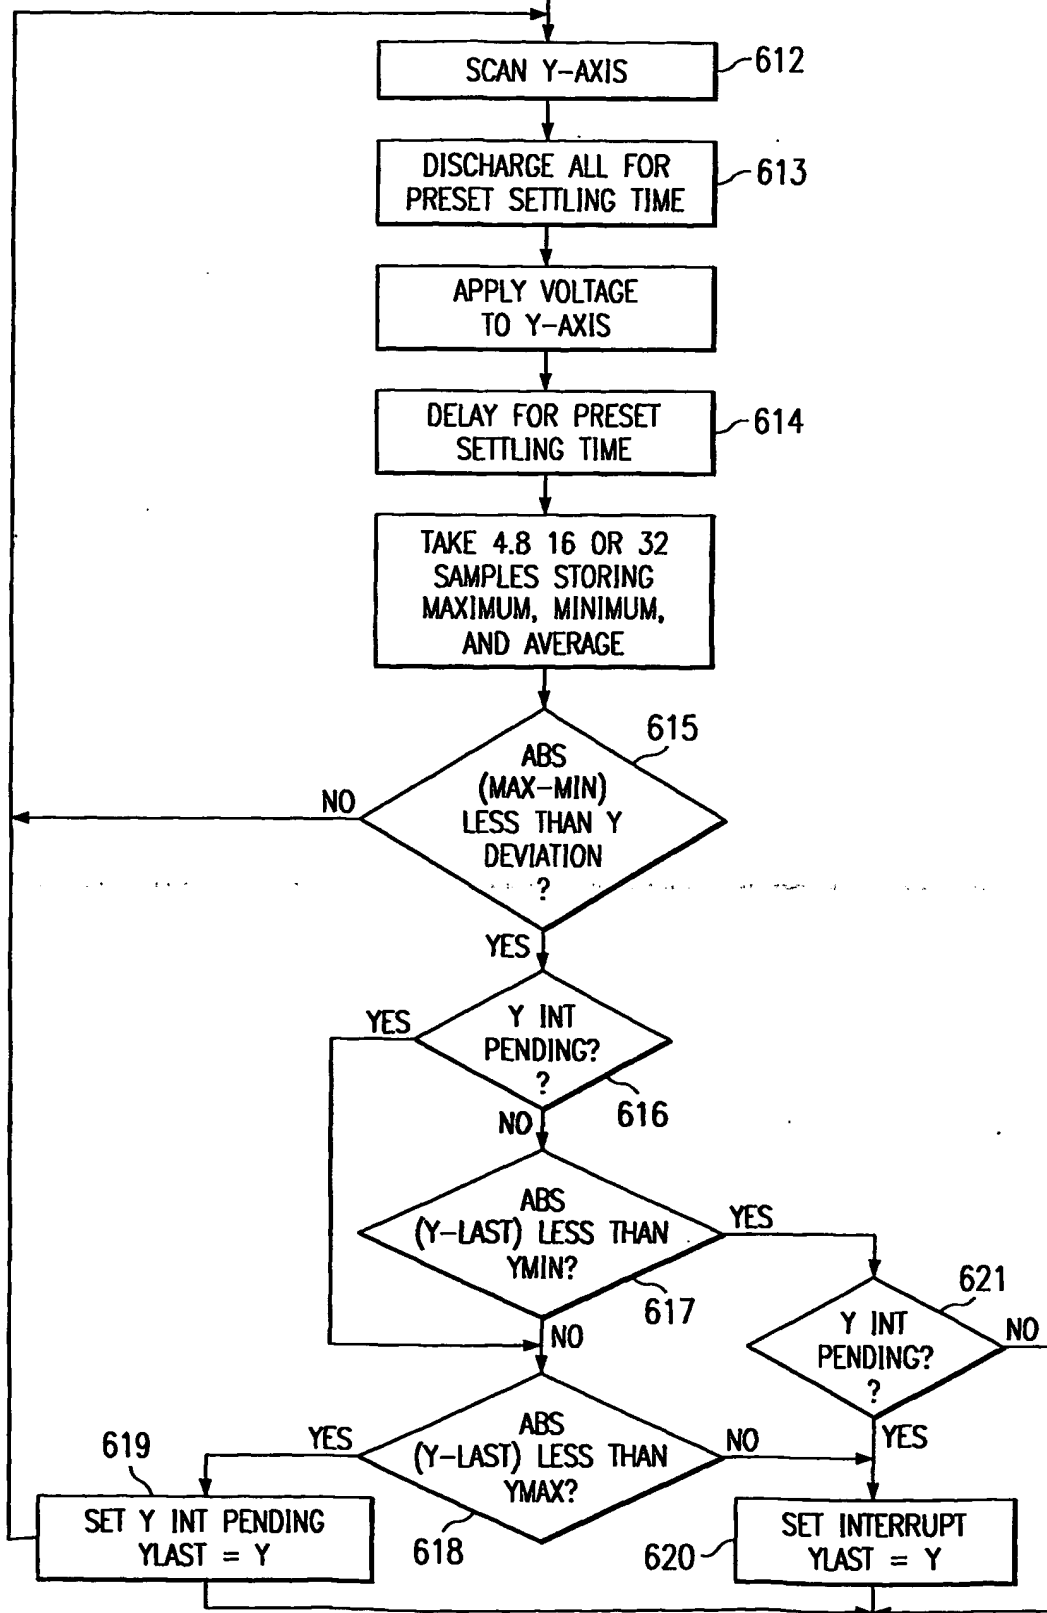 SCAN Y-AXIS
612
DISCHARGE ALL FOR
PRESET SETTLING TIME
613
APPLY VOLTAGE
TO Y-AXIS
DELAY FOR PRESET
SETTLING TIME
614
TAKE 4.8 16 OR 32
SAMPLES STORING
MAXIMUM, MINIMUM,
AND AVERAGE
615
ABS
(MAX-MIN)
LESS THAN Y
DEVIATION
?
NO
YES
Y INT
PENDING?
?
YES
616
NO
ABS
(Y-LAST) LESS THAN
YMIN?
YES
617
NO
621
Y INT
PENDING?
?
NO
YES
ABS
(Y-LAST) LESS THAN
YMAX?
YES
NO
618
619
SET Y INT PENDING
YLAST = Y
SET INTERRUPT
YLAST = Y
620